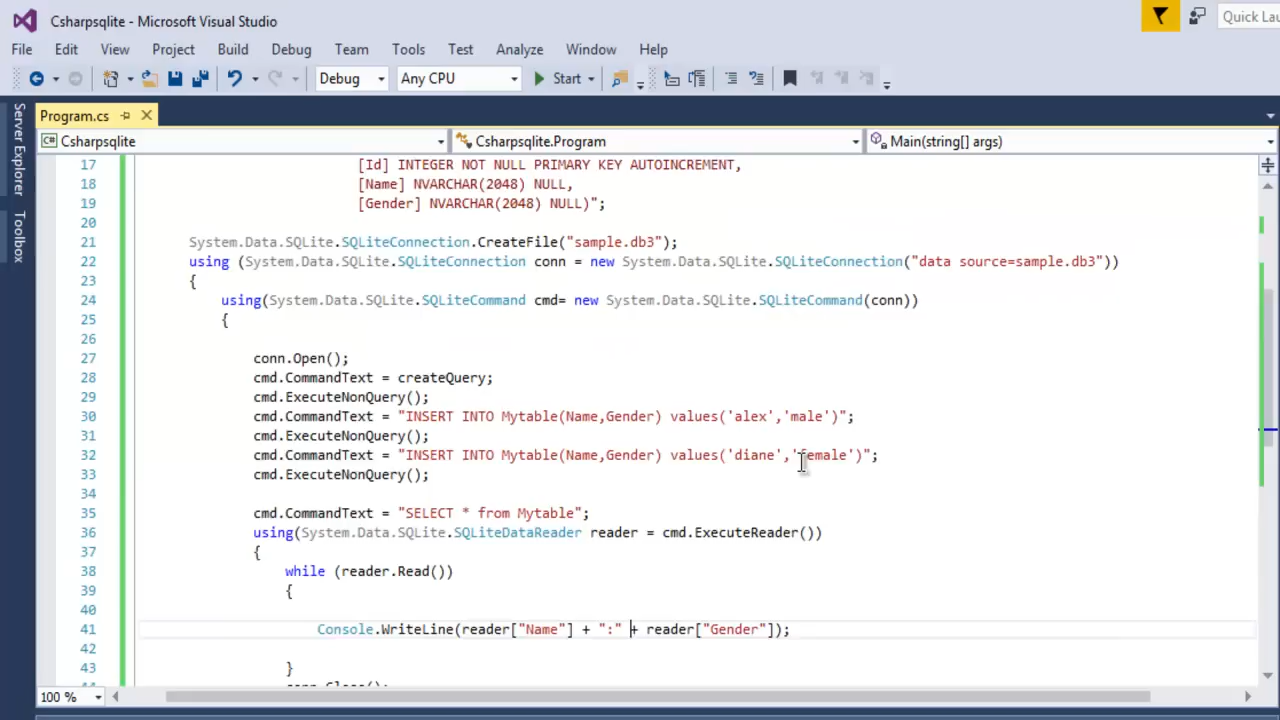 Csharpsqlite - Microsoft Visual Studio
Quick Lau
File Edit View Project Build Debug Team Tools Test Analyze Window Help
Debug Any CPU Start
Server Explorer
Toolbox
Program.cs
Csharpsqlite Csharpsqlite.Program Main(string[] args)
17 [Id] INTEGER NOT NULL PRIMARY KEY AUTOINCREMENT,
18 [Name] NVARCHAR(2048) NULL,
19 [Gender] NVARCHAR(2048) NULL)";
20
21 System.Data.SQLite.SQLiteConnection.CreateFile("sample.db3");
22 using (System.Data.SQLite.SQLiteConnection conn = new System.Data.SQLite.SQLiteConnection("data source=sample.db3"))
23 {
24 using(System.Data.SQLite.SQLiteCommand cmd= new System.Data.SQLite.SQLiteCommand(conn))
25 {
26
27 conn.Open();
28 cmd.CommandText = createQuery;
29 cmd.ExecuteNonQuery();
30 cmd.CommandText = "INSERT INTO Mytable(Name,Gender) values('alex','male')";
31 cmd.ExecuteNonQuery();
32 cmd.CommandText = "INSERT INTO Mytable(Name,Gender) values('diane','female')";
33 cmd.ExecuteNonQuery();
34
35 cmd.CommandText = "SELECT * from Mytable";
36 using(System.Data.SQLite.SQLiteDataReader reader = cmd.ExecuteReader())
37 {
38 while (reader.Read())
39 {
40
41 Console.WriteLine(reader["Name"] + ":" + reader["Gender"]);
42
43 }
44 conn.Close();
100 %